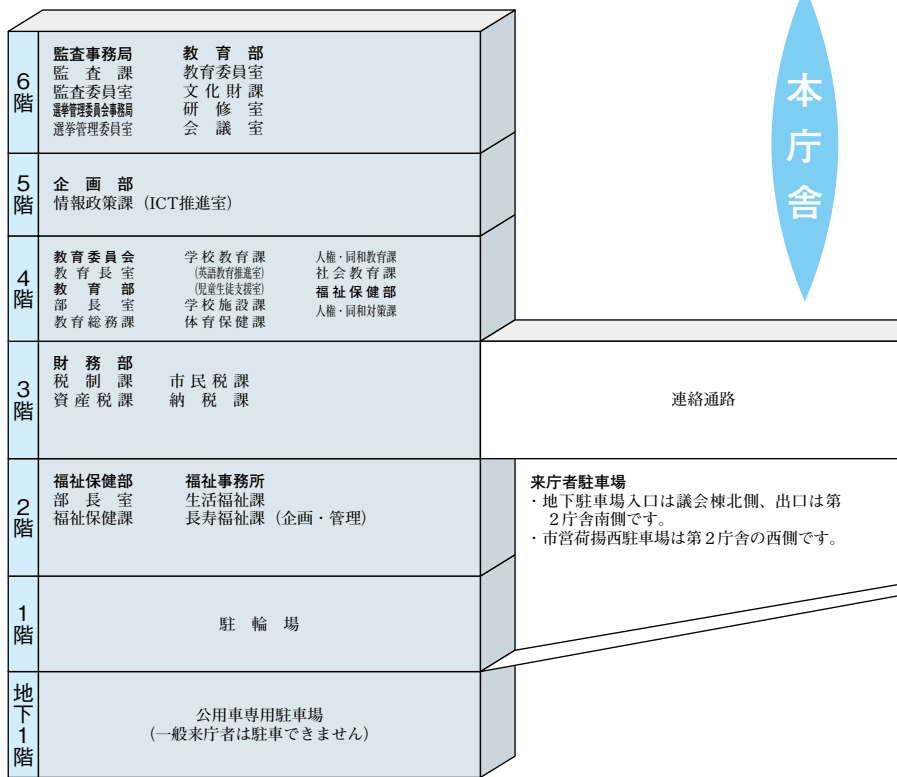 本庁舎
6階
監査事務局
監査課
監査委員室
選挙管理委員会事務局
選挙管理委員室
教育部
教育委員室
文化財課
研修室
会議室
5階
企画部
情報政策課（ICT推進室）
4階
教育委員会
教育長室
教育部
部長室
教育総務課
学校教育課
(英語教育推進室)
(児童生徒支援室)
学校施設課
体育保健課
人権・同和教育課
社会教育課
福祉保健部
人権・同和対策課
3階
財務部
税制課
資産税課
市民税課
納税課
連絡通路
2階
福祉保健部
部長室
福祉保健課
福祉事務所
生活福祉課
長寿福祉課（企画・管理）
来庁者駐車場
・地下駐車場入口は議会棟北側、出口は第
２庁舎南側です。
・市営荷揚西駐車場は第２庁舎の西側です。
1階
駐輪場
地下1階
公用車専用駐車場
（一般来庁者は駐車できません）